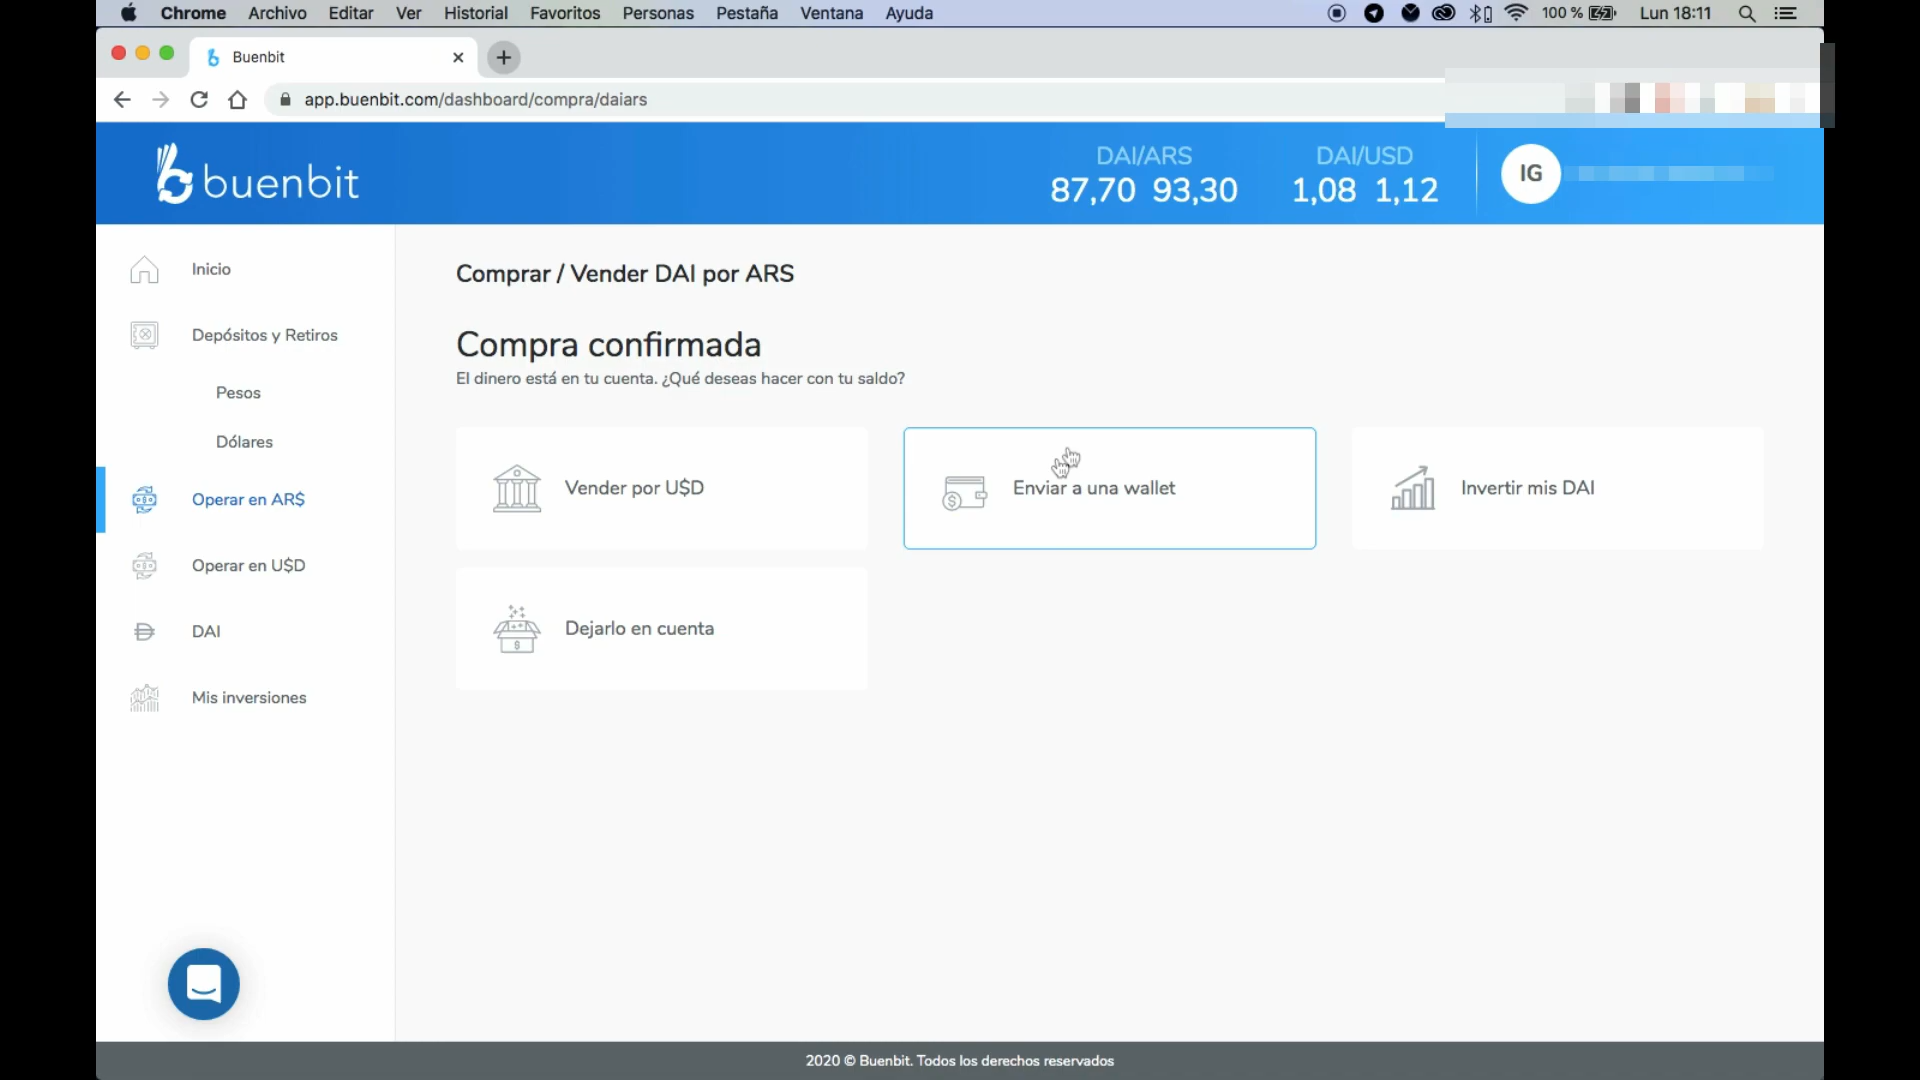 Chrome Archivo Editar Ver Historial Favoritos Personas Pestaña Ventana Ayuda 100 % Lun 18:11
Buenbit
app.buenbit.com/dashboard/compra/daiars
buenbit
DAI/ARS DAI/USD
87,70 93,30 1,08 1,12
IG
Inicio
Depósitos y Retiros
Pesos
Dólares
Operar en AR$
Operar en U$D
DAI
Mis inversiones
Comprar / Vender DAI por ARS
Compra confirmada
El dinero está en tu cuenta. ¿Qué deseas hacer con tu saldo?
Vender por U$D
Enviar a una wallet
Invertir mis DAI
Dejarlo en cuenta
2020 © Buenbit. Todos los derechos reservados